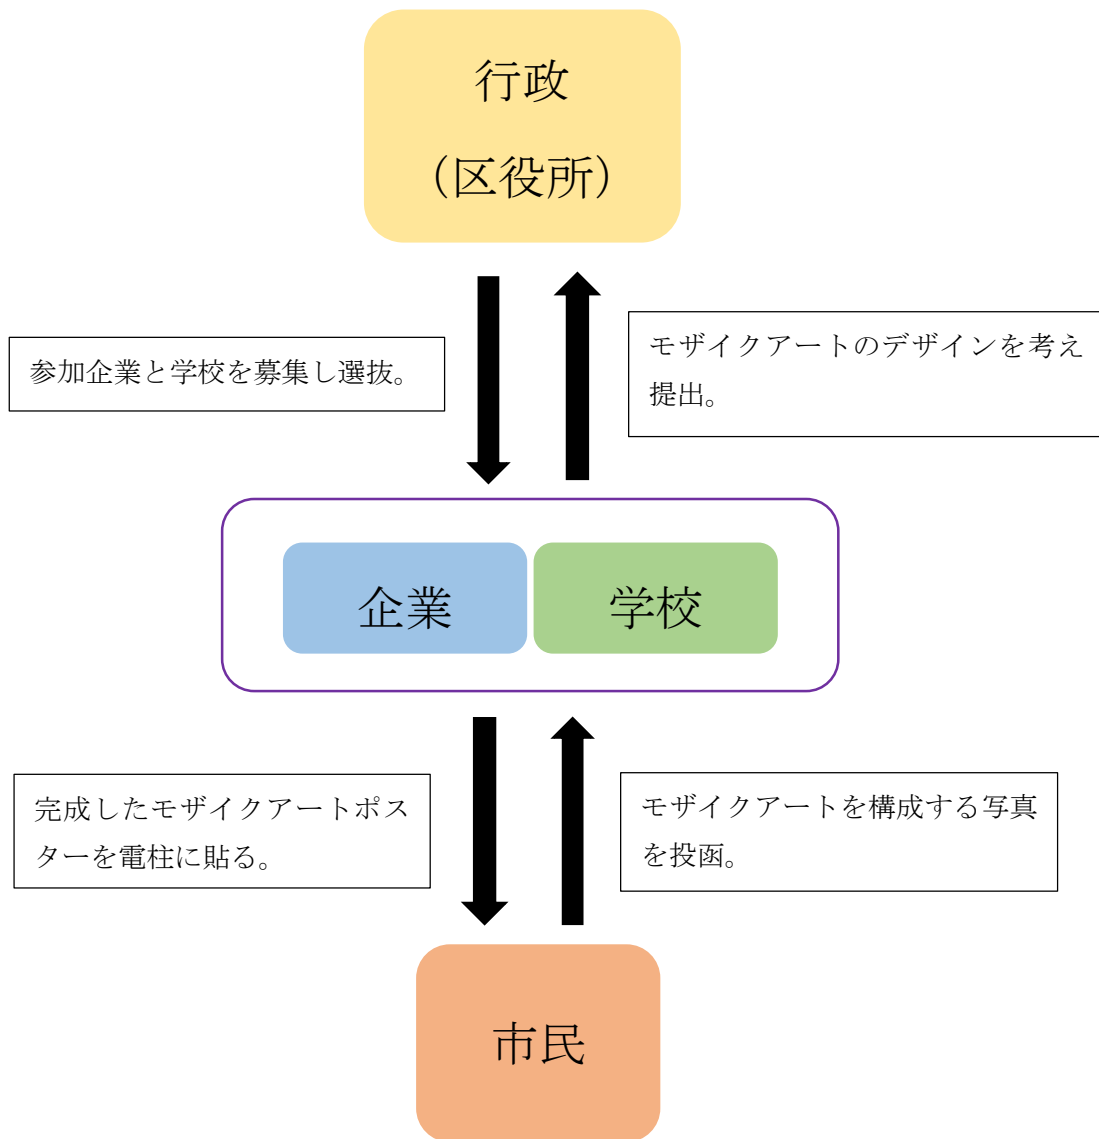 行政
（区役所）
参加企業と学校を募集し選抜。
モザイクアートのデザインを考え
提出。
企業
学校
完成したモザイクアートポス
ターを電柱に貼る。
モザイクアートを構成する写真
を投函。
市民